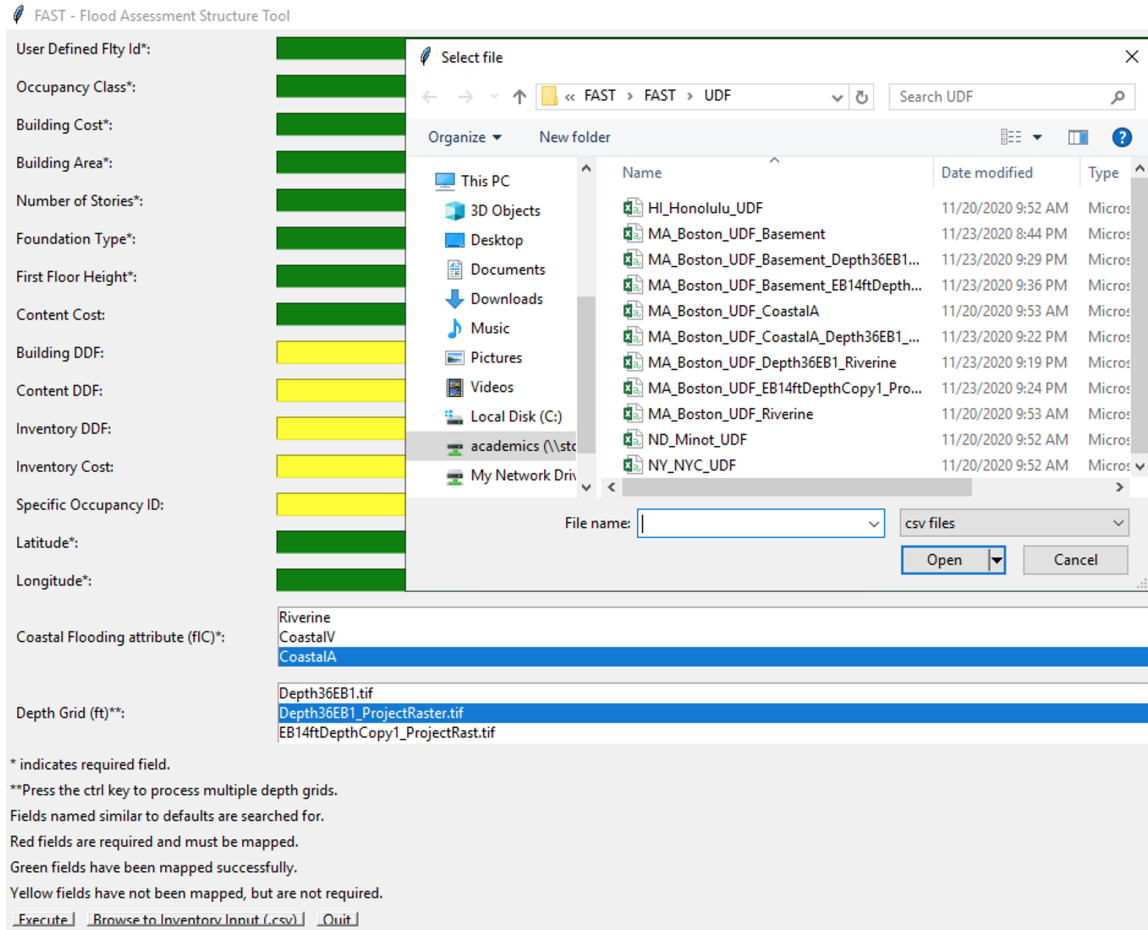 FAST - Flood Assessment Structure Tool
User Defined Flty Id*:
Occupancy Class*:
Building Cost*:
Building Area*:
Number of Stories*:
Foundation Type*:
First Floor Height*:
Content Cost:
Building DDF:
Content DDF:
Inventory DDF:
Inventory Cost:
Specific Occupancy ID:
Latitude*:
Longitude*:
Select file
« FAST › FAST › UDF
Search UDF
Organize
New folder
This PC
3D Objects
Desktop
Documents
Downloads
Music
Pictures
Videos
Local Disk (C:)
academics (\\sto
My Network Driv
Name Date modified Type
HI_Honolulu_UDF 11/20/2020 9:52 AM Micros
MA_Boston_UDF_Basement 11/23/2020 8:44 PM Micros
MA_Boston_UDF_Basement_Depth36EB1... 11/23/2020 9:29 PM Micros
MA_Boston_UDF_Basement_EB14ftDepth... 11/23/2020 9:36 PM Micros
MA_Boston_UDF_CoastalA 11/20/2020 9:53 AM Micros
MA_Boston_UDF_CoastalA_Depth36EB1_... 11/23/2020 9:22 PM Micros
MA_Boston_UDF_Depth36EB1_Riverine 11/23/2020 9:19 PM Micros
MA_Boston_UDF_EB14ftDepthCopy1_Pro... 11/23/2020 9:24 PM Micros
MA_Boston_UDF_Riverine 11/20/2020 9:53 AM Micros
ND_Minot_UDF 11/20/2020 9:52 AM Micros
NY_NYC_UDF 11/20/2020 9:52 AM Micros
File name:
csv files
Open
Cancel
Coastal Flooding attribute (flC)*:
Riverine
CoastalV
CoastalA
Depth Grid (ft)**:
Depth36EB1.tif
Depth36EB1_ProjectRaster.tif
EB14ftDepthCopy1_ProjectRast.tif
* indicates required field.
**Press the ctrl key to process multiple depth grids.
Fields named similar to defaults are searched for.
Red fields are required and must be mapped.
Green fields have been mapped successfully.
Yellow fields have not been mapped, but are not required.
Execute Browse to Inventory Input (.csv) Quit